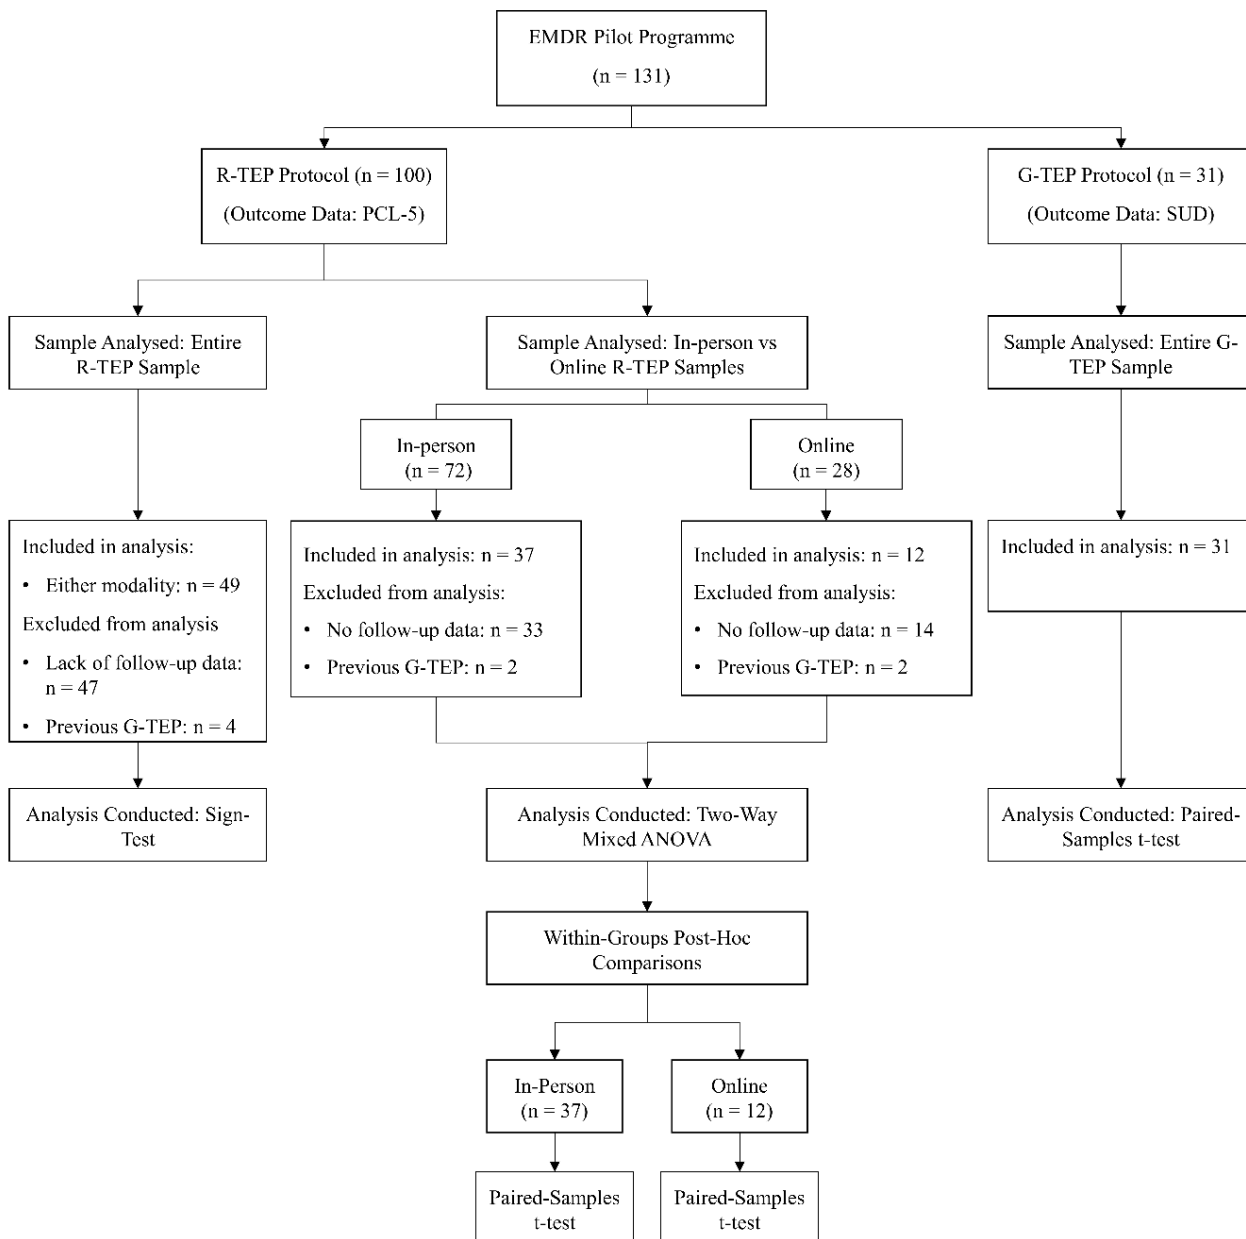 EMDR Pilot Programme
(n = 131)
R-TEP Protocol (n = 100)
(Outcome Data: PCL-5)
G-TEP Protocol (n = 31)
(Outcome Data: SUD)
Sample Analysed: Entire
R-TEP Sample
Sample Analysed: In-person vs
Online R-TEP Samples
Sample Analysed: Entire G-
TEP Sample
In-person
(n = 72)
Online
(n = 28)
Included in analysis:
• Either modality: n = 49
Excluded from analysis
• Lack of follow-up data:
n = 47
• Previous G-TEP: n = 4
Included in analysis: n = 37
Excluded from analysis:
• No follow-up data: n = 33
• Previous G-TEP: n = 2
Included in analysis: n = 12
Excluded from analysis:
• No follow-up data: n = 14
• Previous G-TEP: n = 2
Included in analysis: n = 31
Analysis Conducted: Sign-
Test
Analysis Conducted: Two-Way
Mixed ANOVA
Analysis Conducted: Paired-
Samples t-test
Within-Groups Post-Hoc
Comparisons
In-Person
(n = 37)
Online
(n = 12)
Paired-Samples
t-test
Paired-Samples
t-test